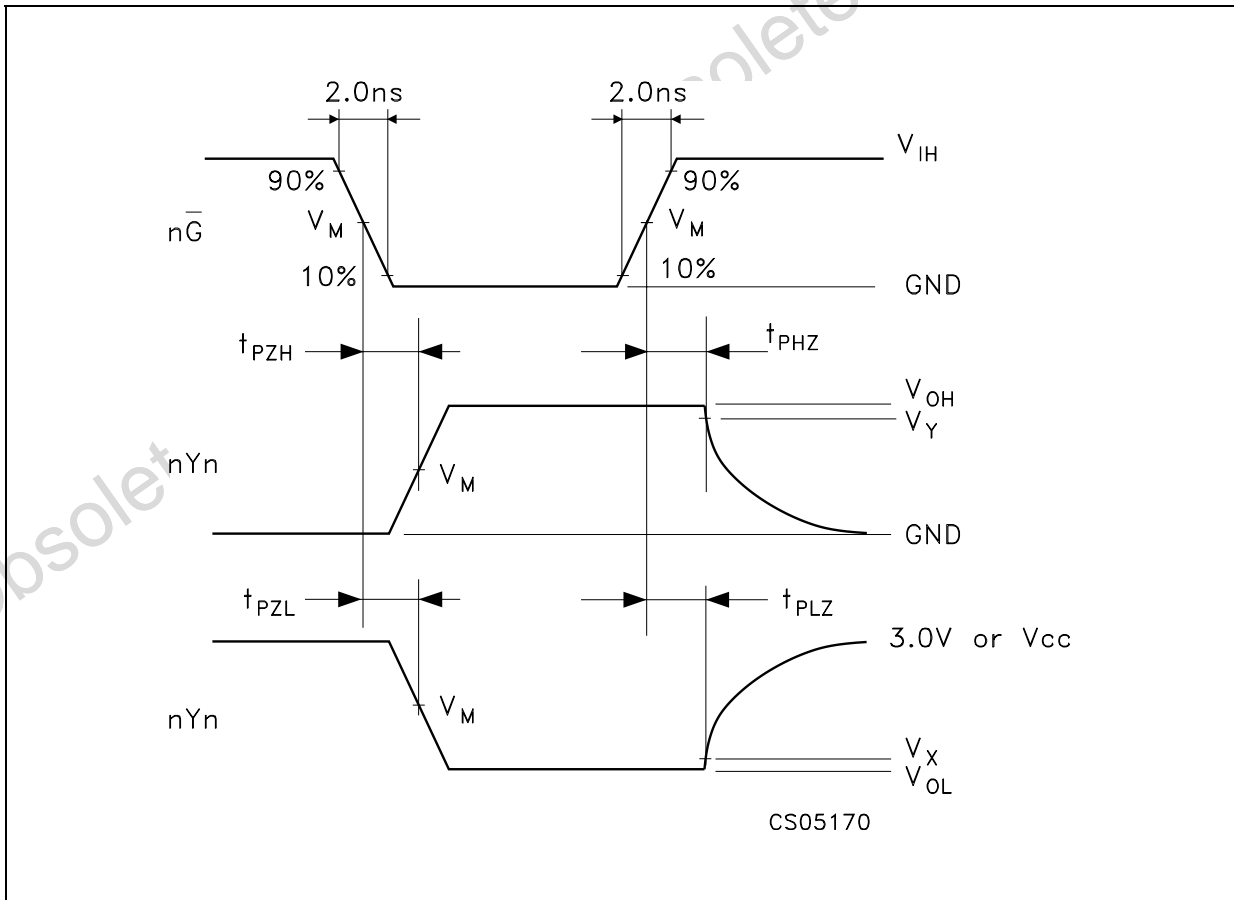 2.0ns 2.0ns
V_IH
90% 90%
nG̅ V_M V_M
10% 10%
GND
t_PZH t_PHZ
V_OH
V_Y
nYn V_M
GND
t_PZL t_PLZ
3.0V or Vcc
nYn V_M
V_X
V_OL
CS05170